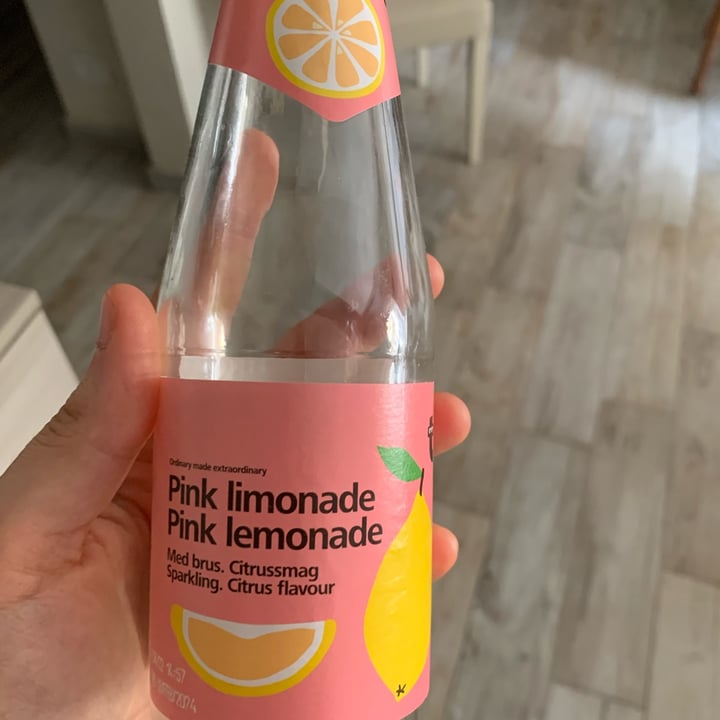 Ordinary made extraordinary
Pink limonade
Pink lemonade
Med brus. Citrussmag
Sparkling. Citrus flavour